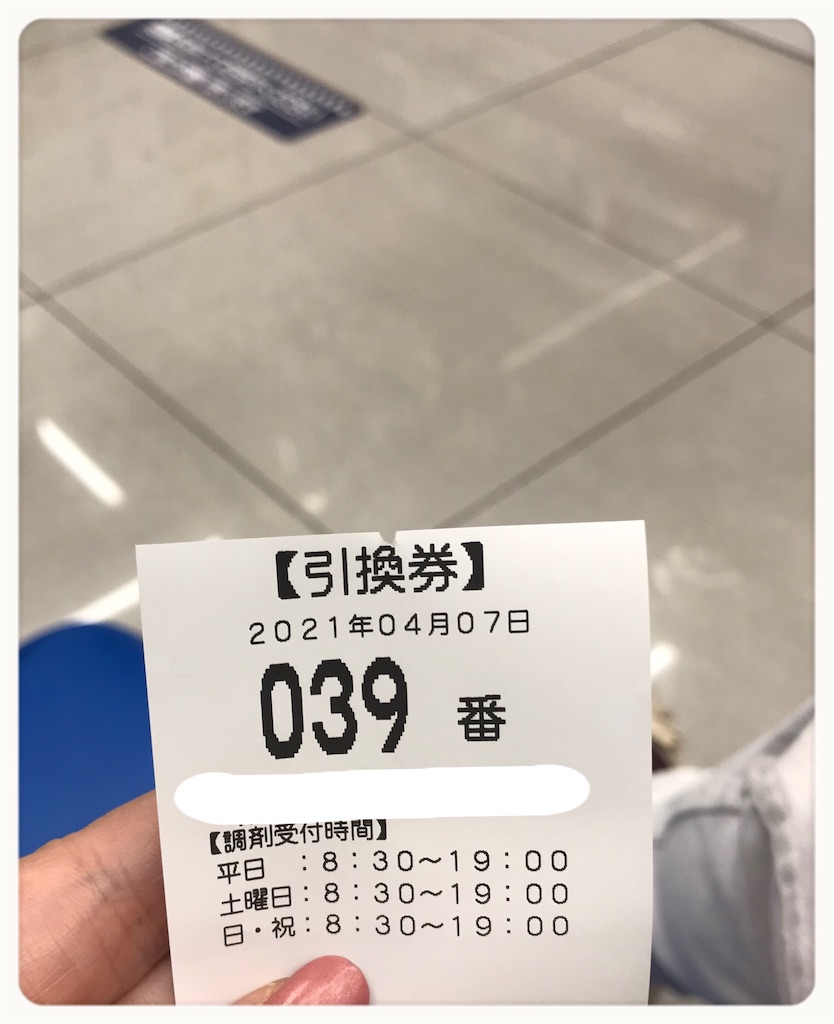 【引換券】
2021年04月07日
039 番
【調剤受付時間】
平日 :8:30～19:00
土曜日:8:30～19:00
日・祝:8:30～19:00